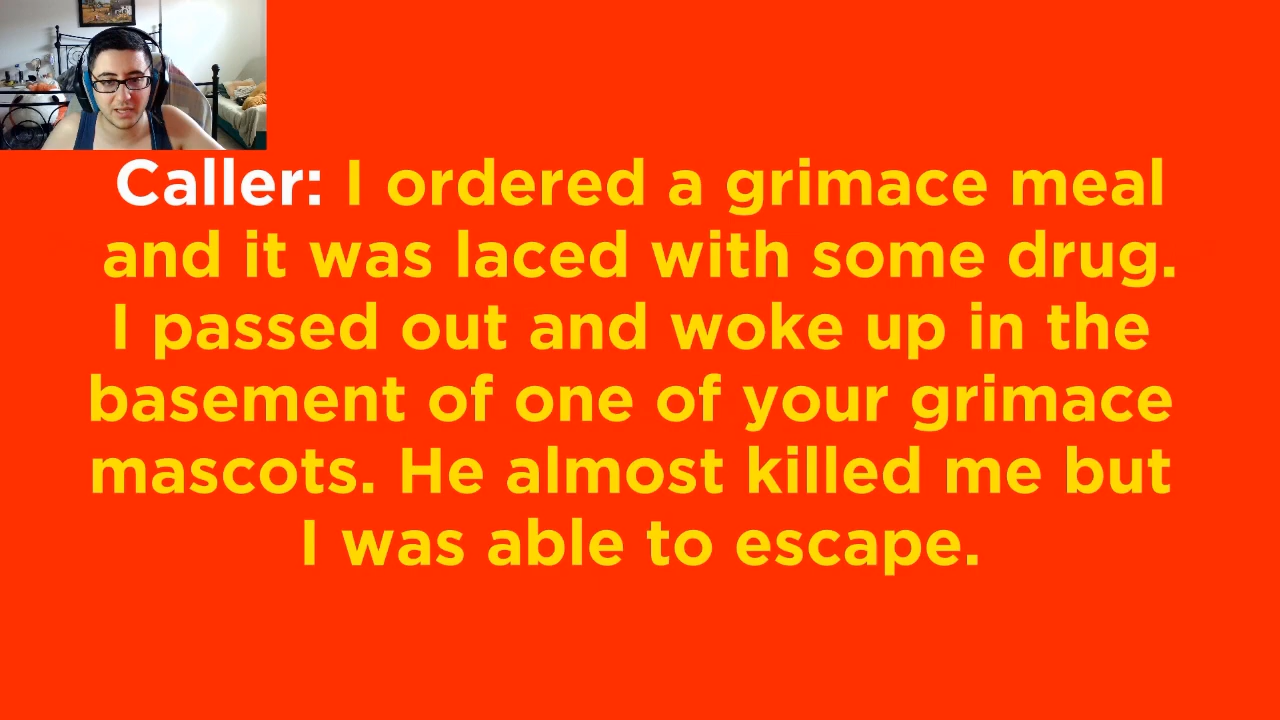 Caller: I ordered a grimace meal
and it was laced with some drug.
I passed out and woke up in the
basement of one of your grimace
mascots. He almost killed me but
I was able to escape.